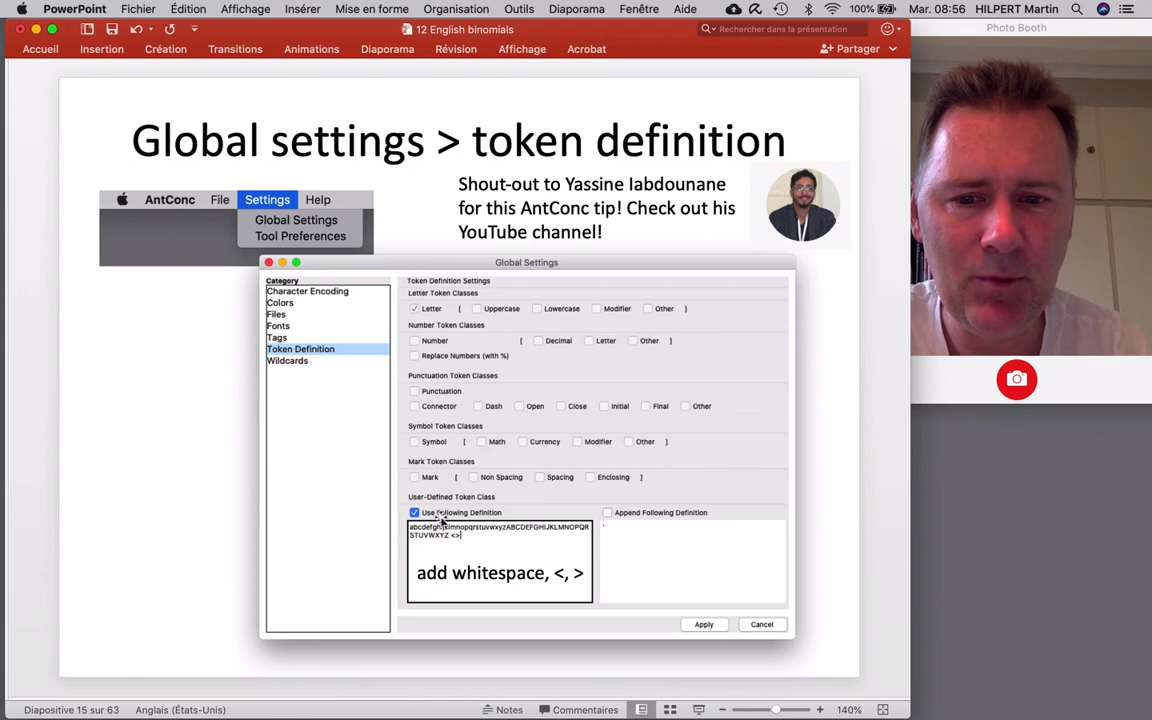 PowerPoint Fichier Édition Affichage Insérer Mise en forme Organisation Outils Diaporama Fenêtre Aide 100% Mar. 08:56 HILPERT Martin
12 English binomials
Rechercher dans la présentation
Photo Booth
Accueil Insertion Création Transitions Animations Diaporama Révision Affichage Acrobat Partager
Global settings > token definition
AntConc File Settings Help
Global Settings
Tool Preferences
Shout-out to Yassine Iabdounane
for this AntConc tip! Check out his
YouTube channel!
Global Settings
Category
Character Encoding
Colors
Files
Fonts
Tags
Token Definition
Wildcards
Token Definition Settings
Letter Token Classes
Letter [ Uppercase Lowercase Modifier Other ]
Number Token Classes
Number [ Decimal Letter Other ]
Replace Numbers (with %)
Punctuation Token Classes
Punctuation
Connector Dash Open Close Initial Final Other
Symbol Token Classes
Symbol [ Math Currency Modifier Other ]
Mark Token Classes
Mark [ Non Spacing Spacing Enclosing ]
User-Defined Token Class
Use Following Definition
Append Following Definition
abcdefghijklmnopqrstuvwxyzABCDEFGHIJKLMNOPQR
STUVWXYZ <>
'
add whitespace, <, >
Apply Cancel
Diapositive 15 sur 63 Anglais (États-Unis) Notes Commentaires 140%